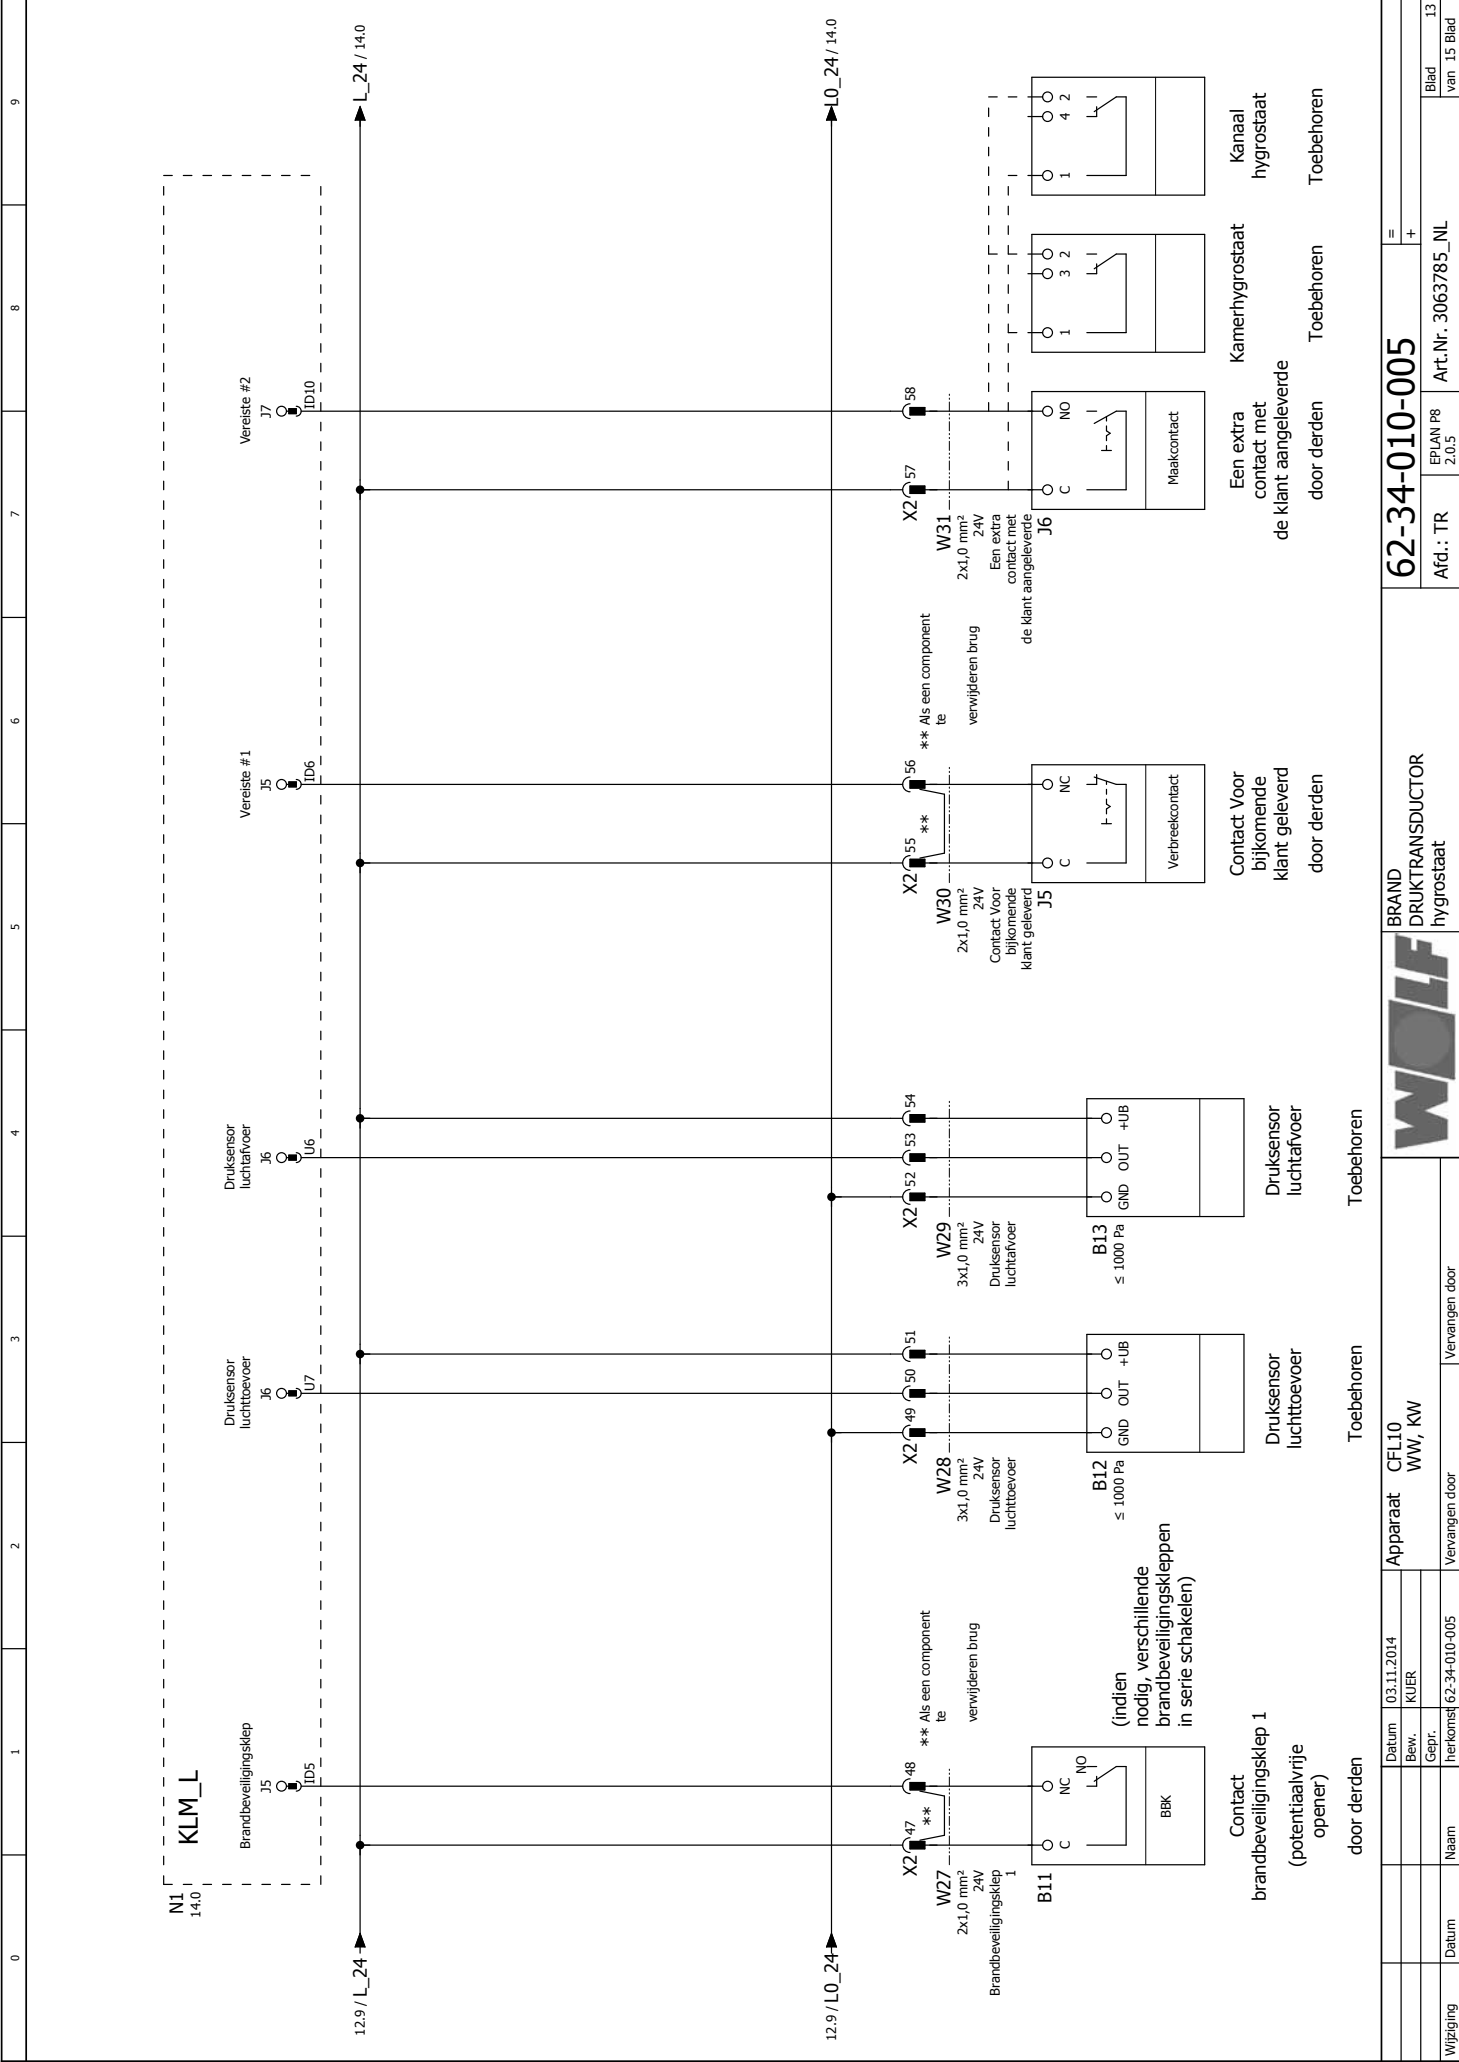 0 1 2 3 4 5 6 7 8 9
N1
14.0
KLM_L
Brandbeveiligingsklep
J5
ID5
Druksensor
luchttoevoer
J6
U7
Druksensor
luchtafvoer
J6
U6
Vereiste #1
J5
ID6
Vereiste #2
J7
ID10
12.9 / L_24
L_24 / 14.0
12.9 / L0_24
L0_24 / 14.0
X2 47 48
**
** Als een component
te
verwijderen brug
W27
2x1,0 mm²
24V
Brandbeveiligingsklep
1
B11
C NC NO
BBK
(indien
nodig, verschillende
brandbeveiligingskleppen
in serie schakelen)
Contact
brandbeveiligingsklep 1
(potentiaalvrije
opener)
door derden
X2 49 50 51
W28
3x1,0 mm²
24V
Druksensor
luchttoevoer
B12
≤ 1000 Pa
GND OUT +UB
Druksensor
luchttoevoer
Toebehoren
X2 52 53 54
W29
3x1,0 mm²
24V
Druksensor
luchtafvoer
B13
≤ 1000 Pa
GND OUT +UB
Druksensor
luchtafvoer
Toebehoren
X2 55 56
**
** Als een component
te
verwijderen brug
W30
2x1,0 mm²
24V
Contact Voor
bijkomende
klant geleverd
J5
C NC
Verbreekcontact
Contact Voor
bijkomende
klant geleverd
door derden
X2 57 58
W31
2x1,0 mm²
24V
Een extra
contact met
de klant aangeleverde
J6
C NO
Maakcontact
Een extra
contact met
de klant aangeleverde
door derden
1 3 2
Kamerhygrostaat
Toebehoren
1 4 2
Kanaal
hygrostaat
Toebehoren
Wijziging Datum Naam
Datum 03.11.2014
Bew. KUER
Gepr.
herkomst 62-34-010-005
Apparaat CFL10
WW, KW
Vervangen door Vervangen door
WOLF
BRAND
DRUKTRANSDUCTOR
hygrostaat
62-34-010-005
Afd.: TR
EPLAN P8
2.0.5
Art.Nr. 3063785_NL
=
+
Blad 13
van 15 Blad